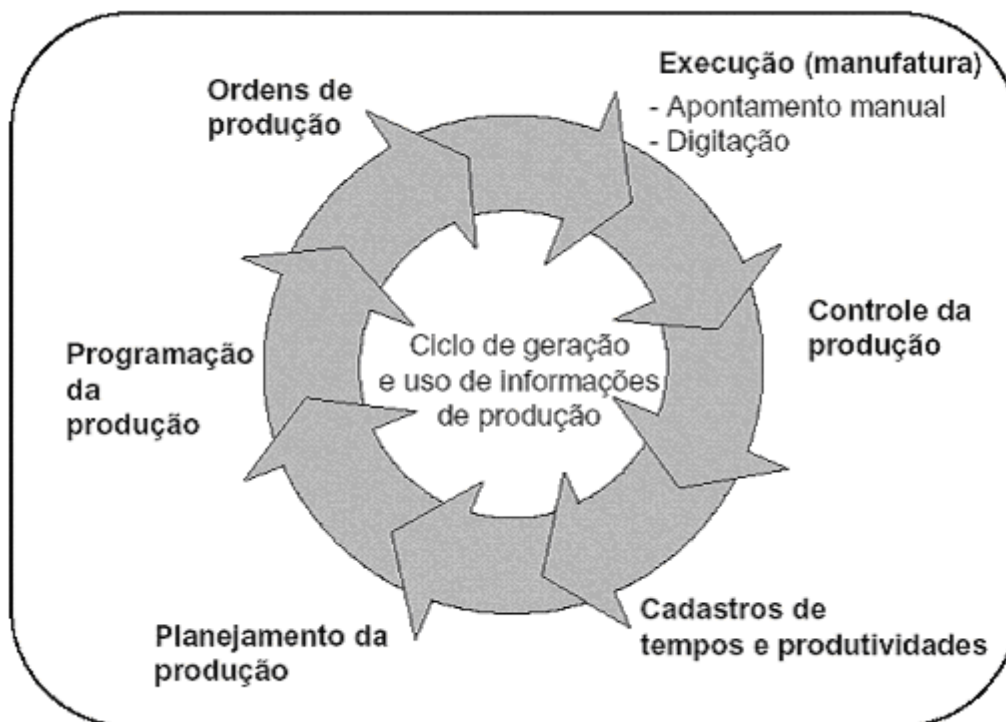 Execução (manufatura)
- Apontamento manual
- Digitação
Ordens de
produção
Controle da
produção
Ciclo de geração
e uso de informações
de produção
Programação
da
produção
Cadastros de
tempos e produtividades
Planejamento da
produção